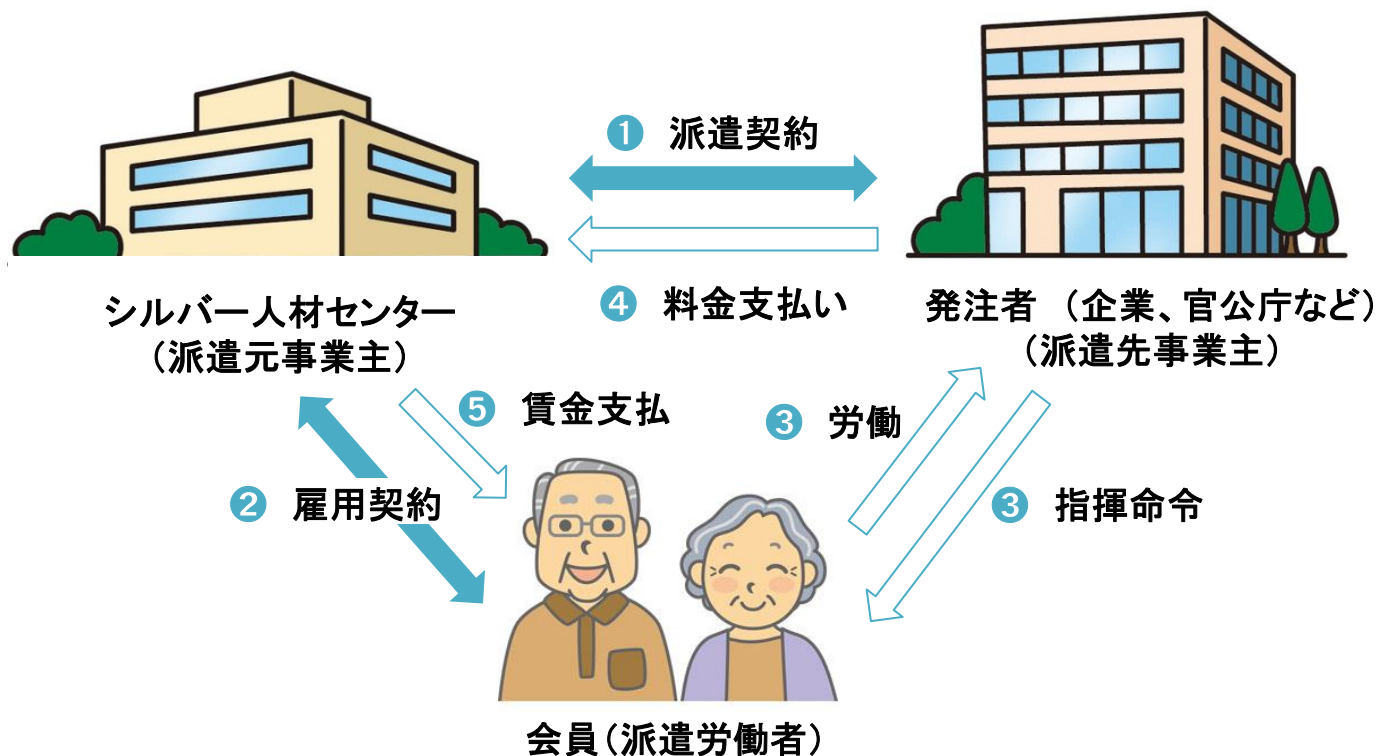 ❶ 派遣契約
❹ 料金支払い
シルバー人材センター
（派遣元事業主）
発注者 （企業、官公庁など）
（派遣先事業主）
❺ 賃金支払
❸ 労働
❷ 雇用契約
❸ 指揮命令
会員（派遣労働者）